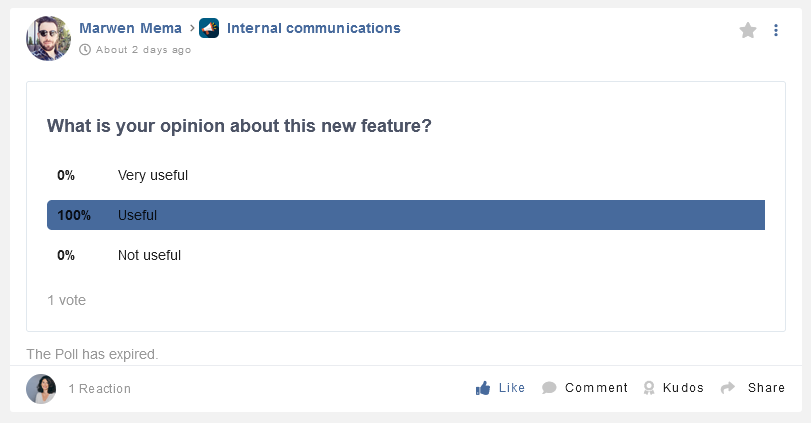 Marwen Mema > Internal communications
About 2 days ago
What is your opinion about this new feature?
0% Very useful
100% Useful
0% Not useful
1 vote
The Poll has expired.
1 Reaction Like Comment Kudos Share